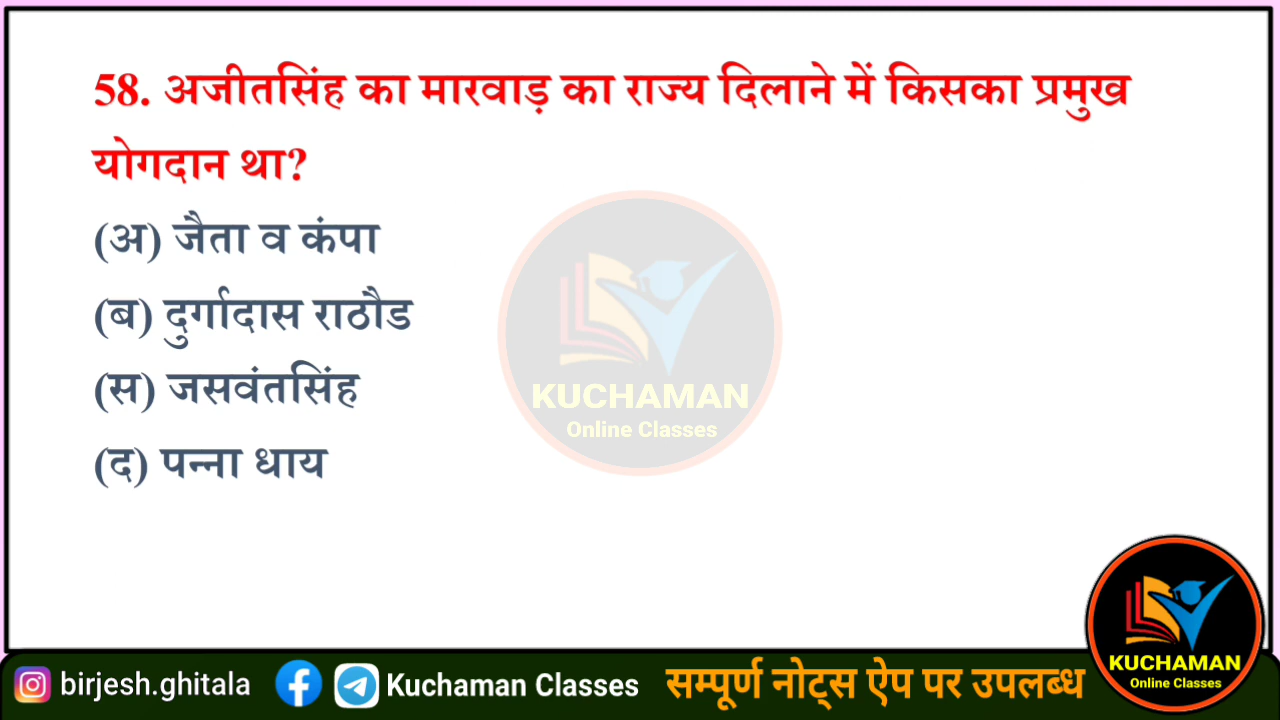 58. अजीतसिंह का मारवाड़ का राज्य दिलाने में किसका प्रमुख
योगदान था?
(अ) जैता व कंपा
(ब) दुर्गादास राठौड
(स) जसवंतसिंह
(द) पन्ना धाय
KUCHAMAN
Online Classes
KUCHAMAN
Online Classes
birjesh.ghitala
Kuchaman Classes
सम्पूर्ण नोट्स ऐप पर उपलब्ध